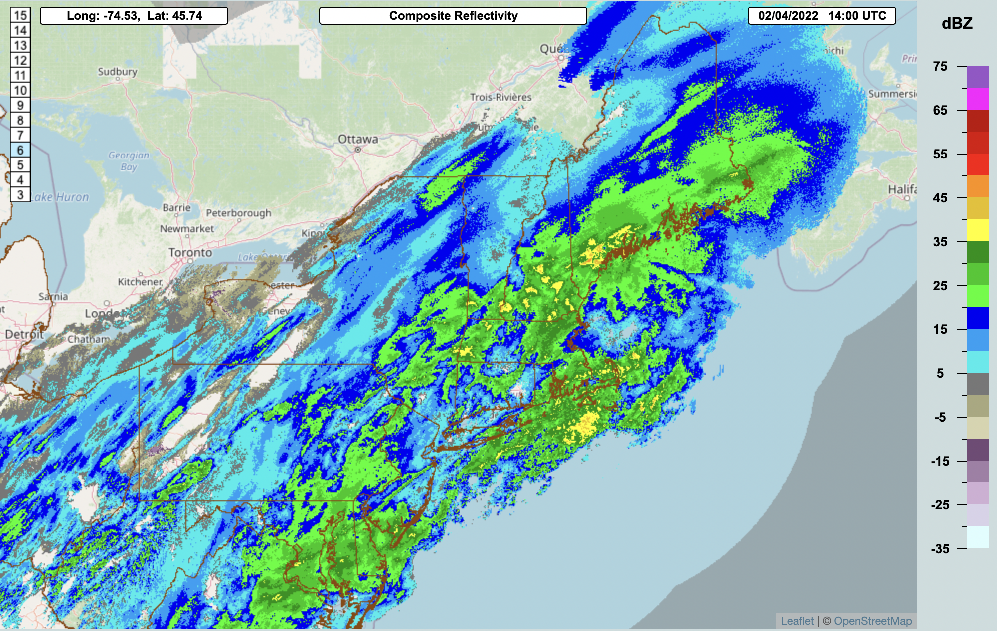 15
14
13
12
11
10
9
8
7
6
5
4
3
Long: -74.53, Lat: 45.74
Composite Reflectivity
02/04/2022 14:00 UTC
dBZ
75
65
55
45
35
25
15
5
-5
-15
-25
-35
Sudbury
Trois-Rivières
Ottawa
Georgian
Bay
Lake Huron
Barrie
Peterborough
Newmarket
Toronto
Kitchener
Sarnia
Detroit
Chatham
Leaflet | © OpenStreetMap